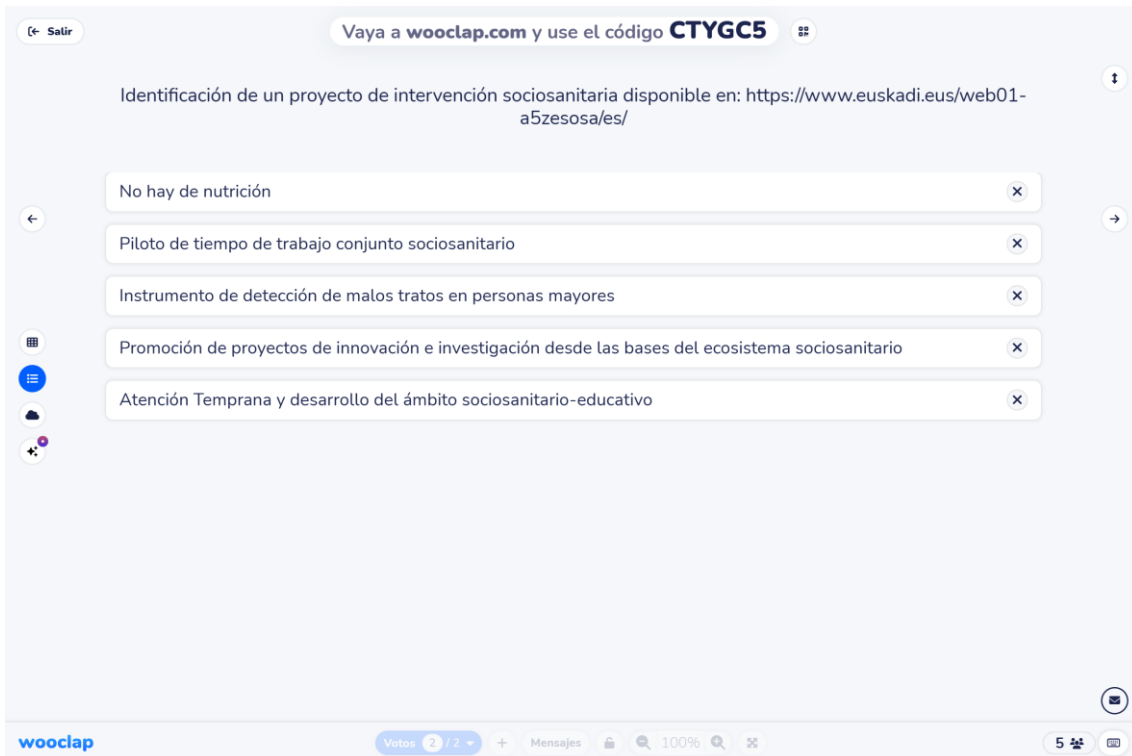 Salir
Vaya a wooclap.com y use el código CTYGC5
Identificación de un proyecto de intervención sociosanitaria disponible en: https://www.euskadi.eus/web01-
a5zesosa/es/
No hay de nutrición
Piloto de tiempo de trabajo conjunto sociosanitario
Instrumento de detección de malos tratos en personas mayores
Promoción de proyectos de innovación e investigación desde las bases del ecosistema sociosanitario
Atención Temprana y desarrollo del ámbito sociosanitario-educativo
wooclap
Votos 2 / 2
Mensajes
100%
5